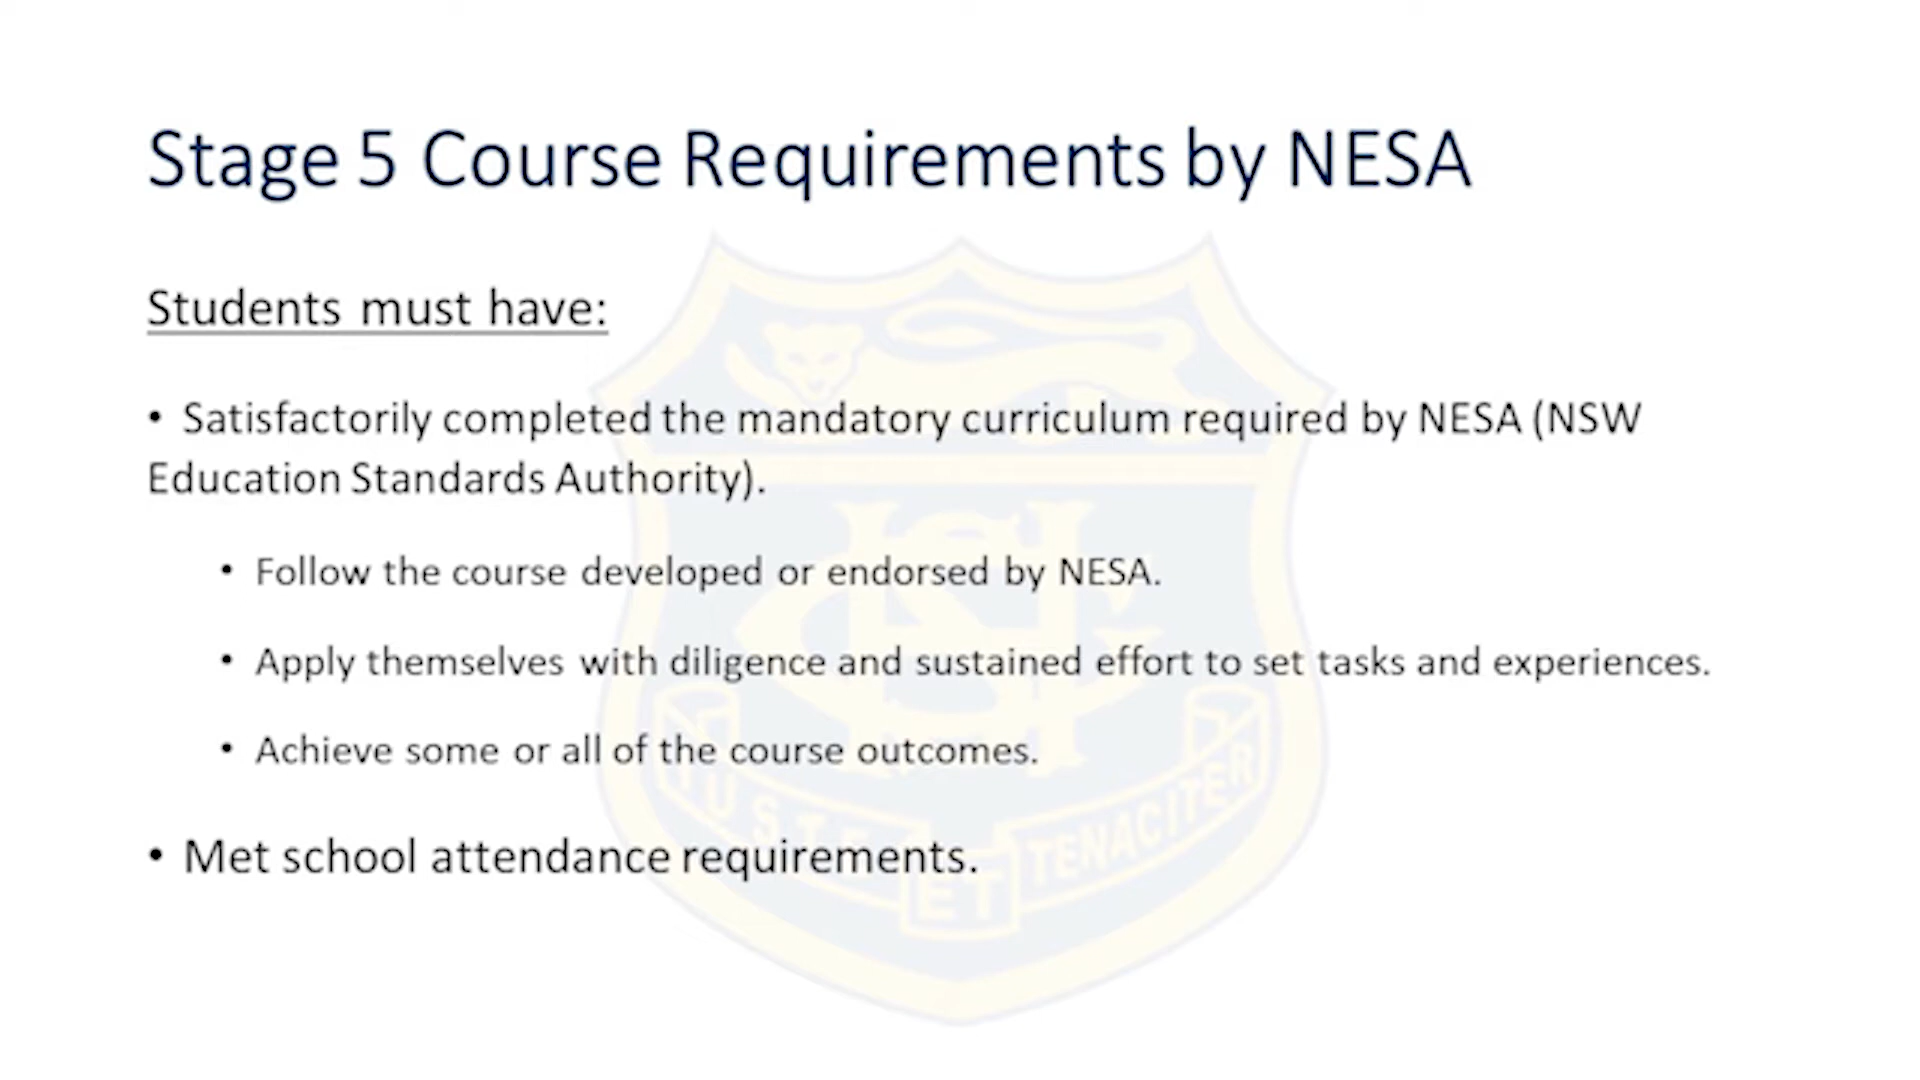 Stage 5 Course Requirements by NESA
Students must have:
• Satisfactorily completed the mandatory curriculum required by NESA (NSW
Education Standards Authority).
• Follow the course developed or endorsed by NESA.
• Apply themselves with diligence and sustained effort to set tasks and experiences.
• Achieve some or all of the course outcomes.
• Met school attendance requirements.
ET
TENACITER